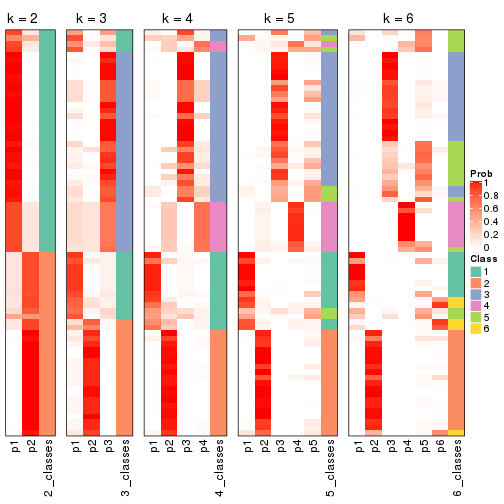 k = 2
k = 3
k = 4
k = 5
k = 6
p1
p2
2_classes
p1
p2
p3
3_classes
p1
p2
p3
p4
4_classes
p1
p2
p3
p4
p5
5_classes
p1
p2
p3
p4
p5
p6
6_classes
Prob
1
0.8
0.6
0.4
0.2
0
Class
1
2
3
4
5
6